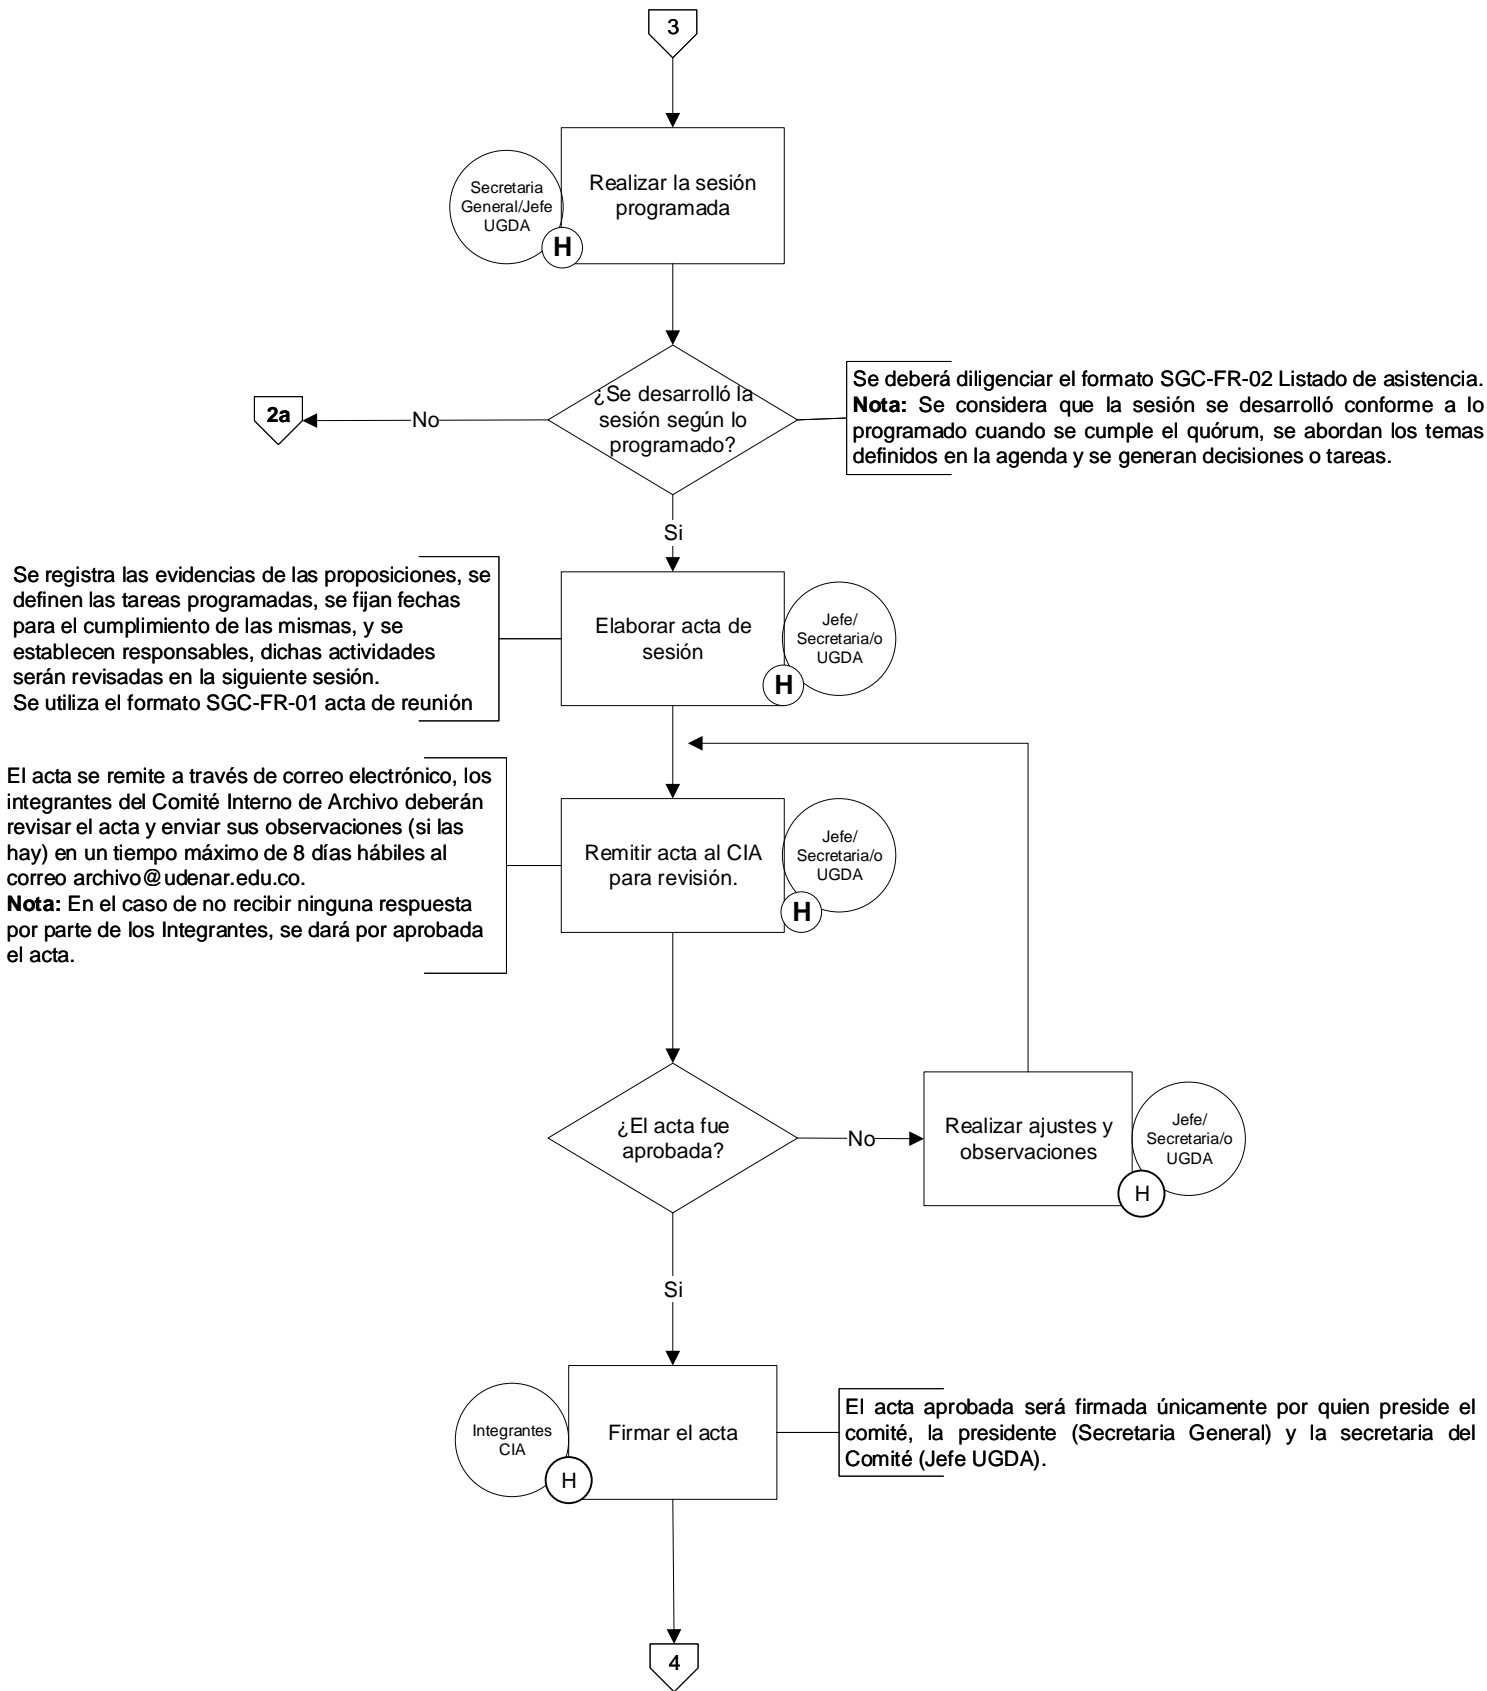 3
Realizar la sesión
programada
Secretaria
General/Jefe
UGDA
H
¿Se desarrolló la
sesión según lo
programado?
No
2a
Se deberá diligenciar el formato SGC-FR-02 Listado de asistencia.
Nota: Se considera que la sesión se desarrolló conforme a lo
programado cuando se cumple el quórum, se abordan los temas
definidos en la agenda y se generan decisiones o tareas.
Si
Se registra las evidencias de las proposiciones, se
definen las tareas programadas, se fijan fechas
para el cumplimiento de las mismas, y se
establecen responsables, dichas actividades
serán revisadas en la siguiente sesión.
Se utiliza el formato SGC-FR-01 acta de reunión
Elaborar acta de
sesión
Jefe/
Secretaria/o
UGDA
H
El acta se remite a través de correo electrónico, los
integrantes del Comité Interno de Archivo deberán
revisar el acta y enviar sus observaciones (si las
hay) en un tiempo máximo de 8 días hábiles al
correo archivo@udenar.edu.co.
Nota: En el caso de no recibir ninguna respuesta
por parte de los Integrantes, se dará por aprobada
el acta.
Remitir acta al CIA
para revisión.
Jefe/
Secretaria/o
UGDA
H
¿El acta fue
aprobada?
No
Realizar ajustes y
observaciones
Jefe/
Secretaria/o
UGDA
H
Si
Integrantes
CIA
H
Firmar el acta
El acta aprobada será firmada únicamente por quien preside el
comité, la presidente (Secretaria General) y la secretaria del
Comité (Jefe UGDA).
4